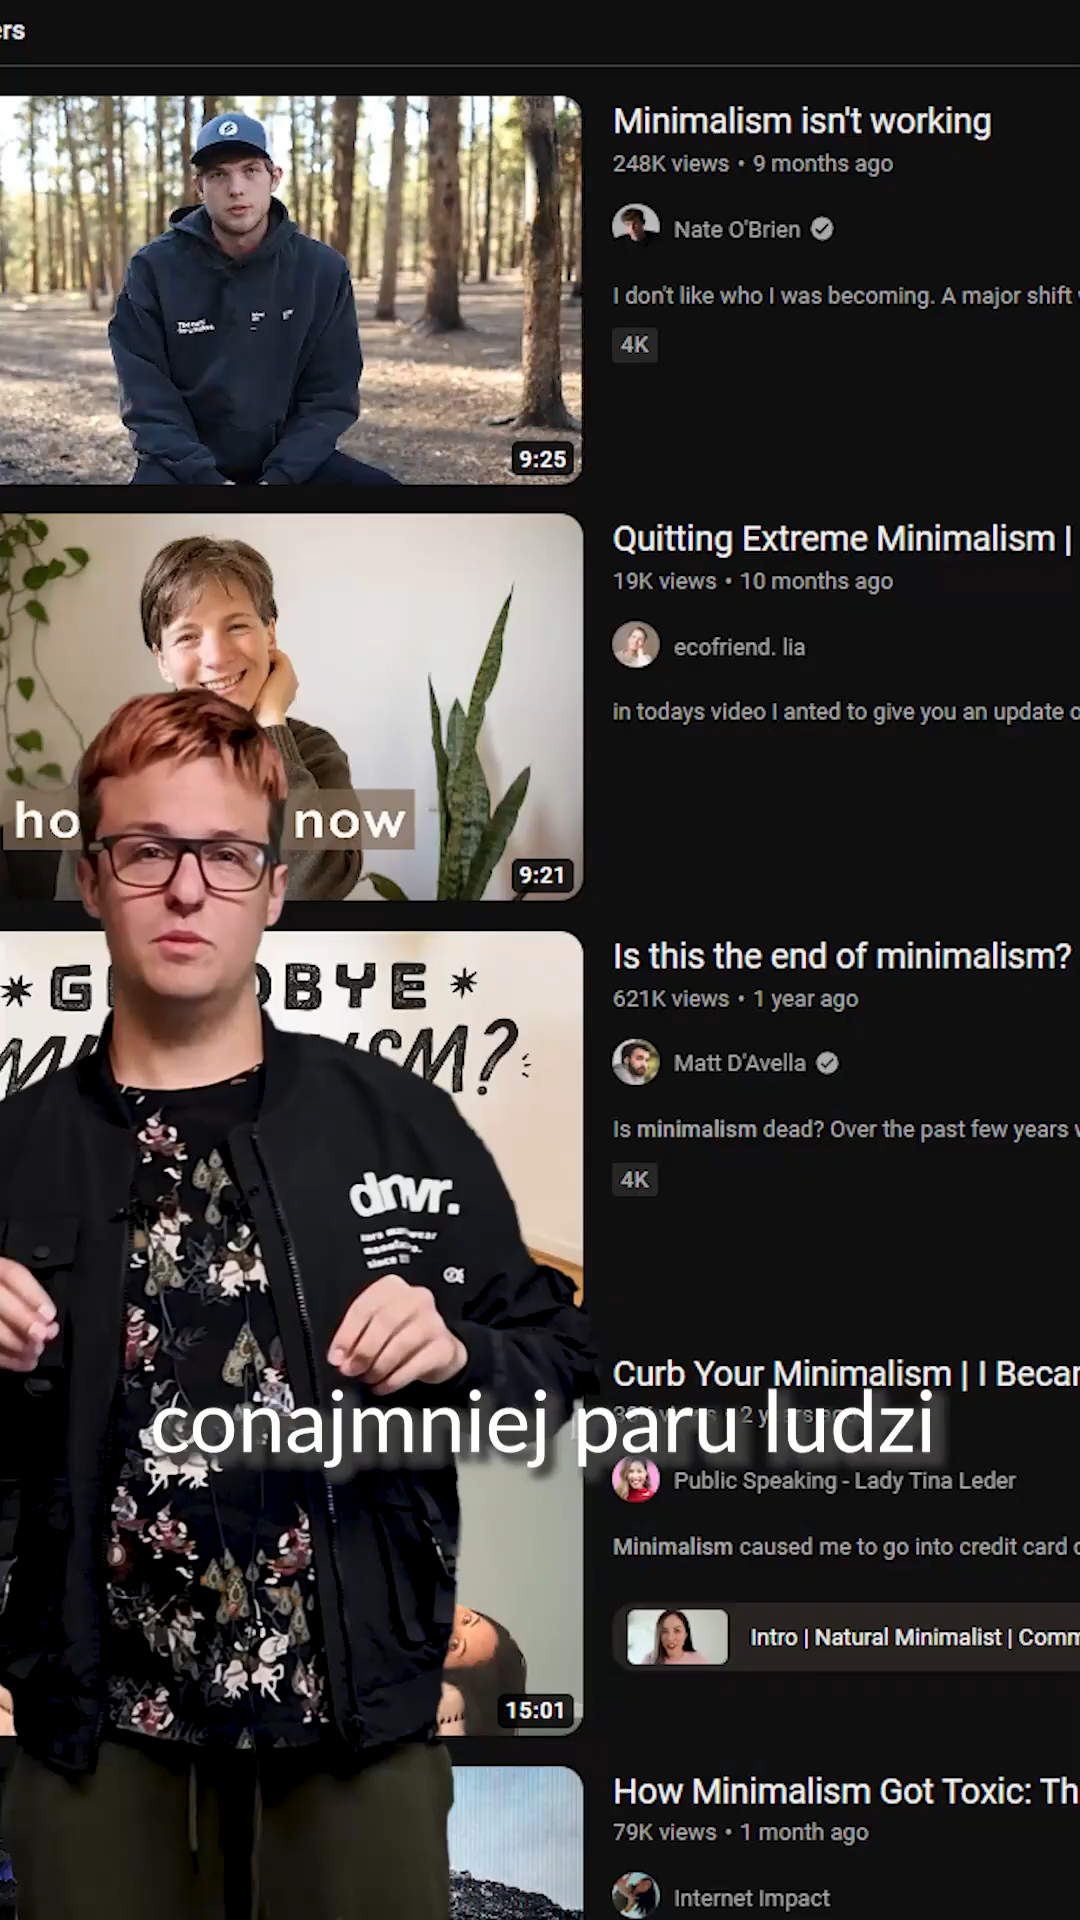 ers
Minimalism isn't working
248K views • 9 months ago
Nate O'Brien
I don't like who I was becoming. A major shift
4K
9:25
Quitting Extreme Minimalism |
19K views • 10 months ago
ecofriend. lia
in todays video I anted to give you an update o
ho now
9:21
G DBYE
M SM?
Is this the end of minimalism?
621K views • 1 year ago
Matt D'Avella
Is minimalism dead? Over the past few years
4K
dnvr.
since
Curb Your Minimalism | I Becar
conajmniej paru ludzi
Public Speaking - Lady Tina Leder
Minimalism caused me to go into credit card
Intro | Natural Minimalist | Comm
15:01
How Minimalism Got Toxic: Th
79K views • 1 month ago
Internet Impact